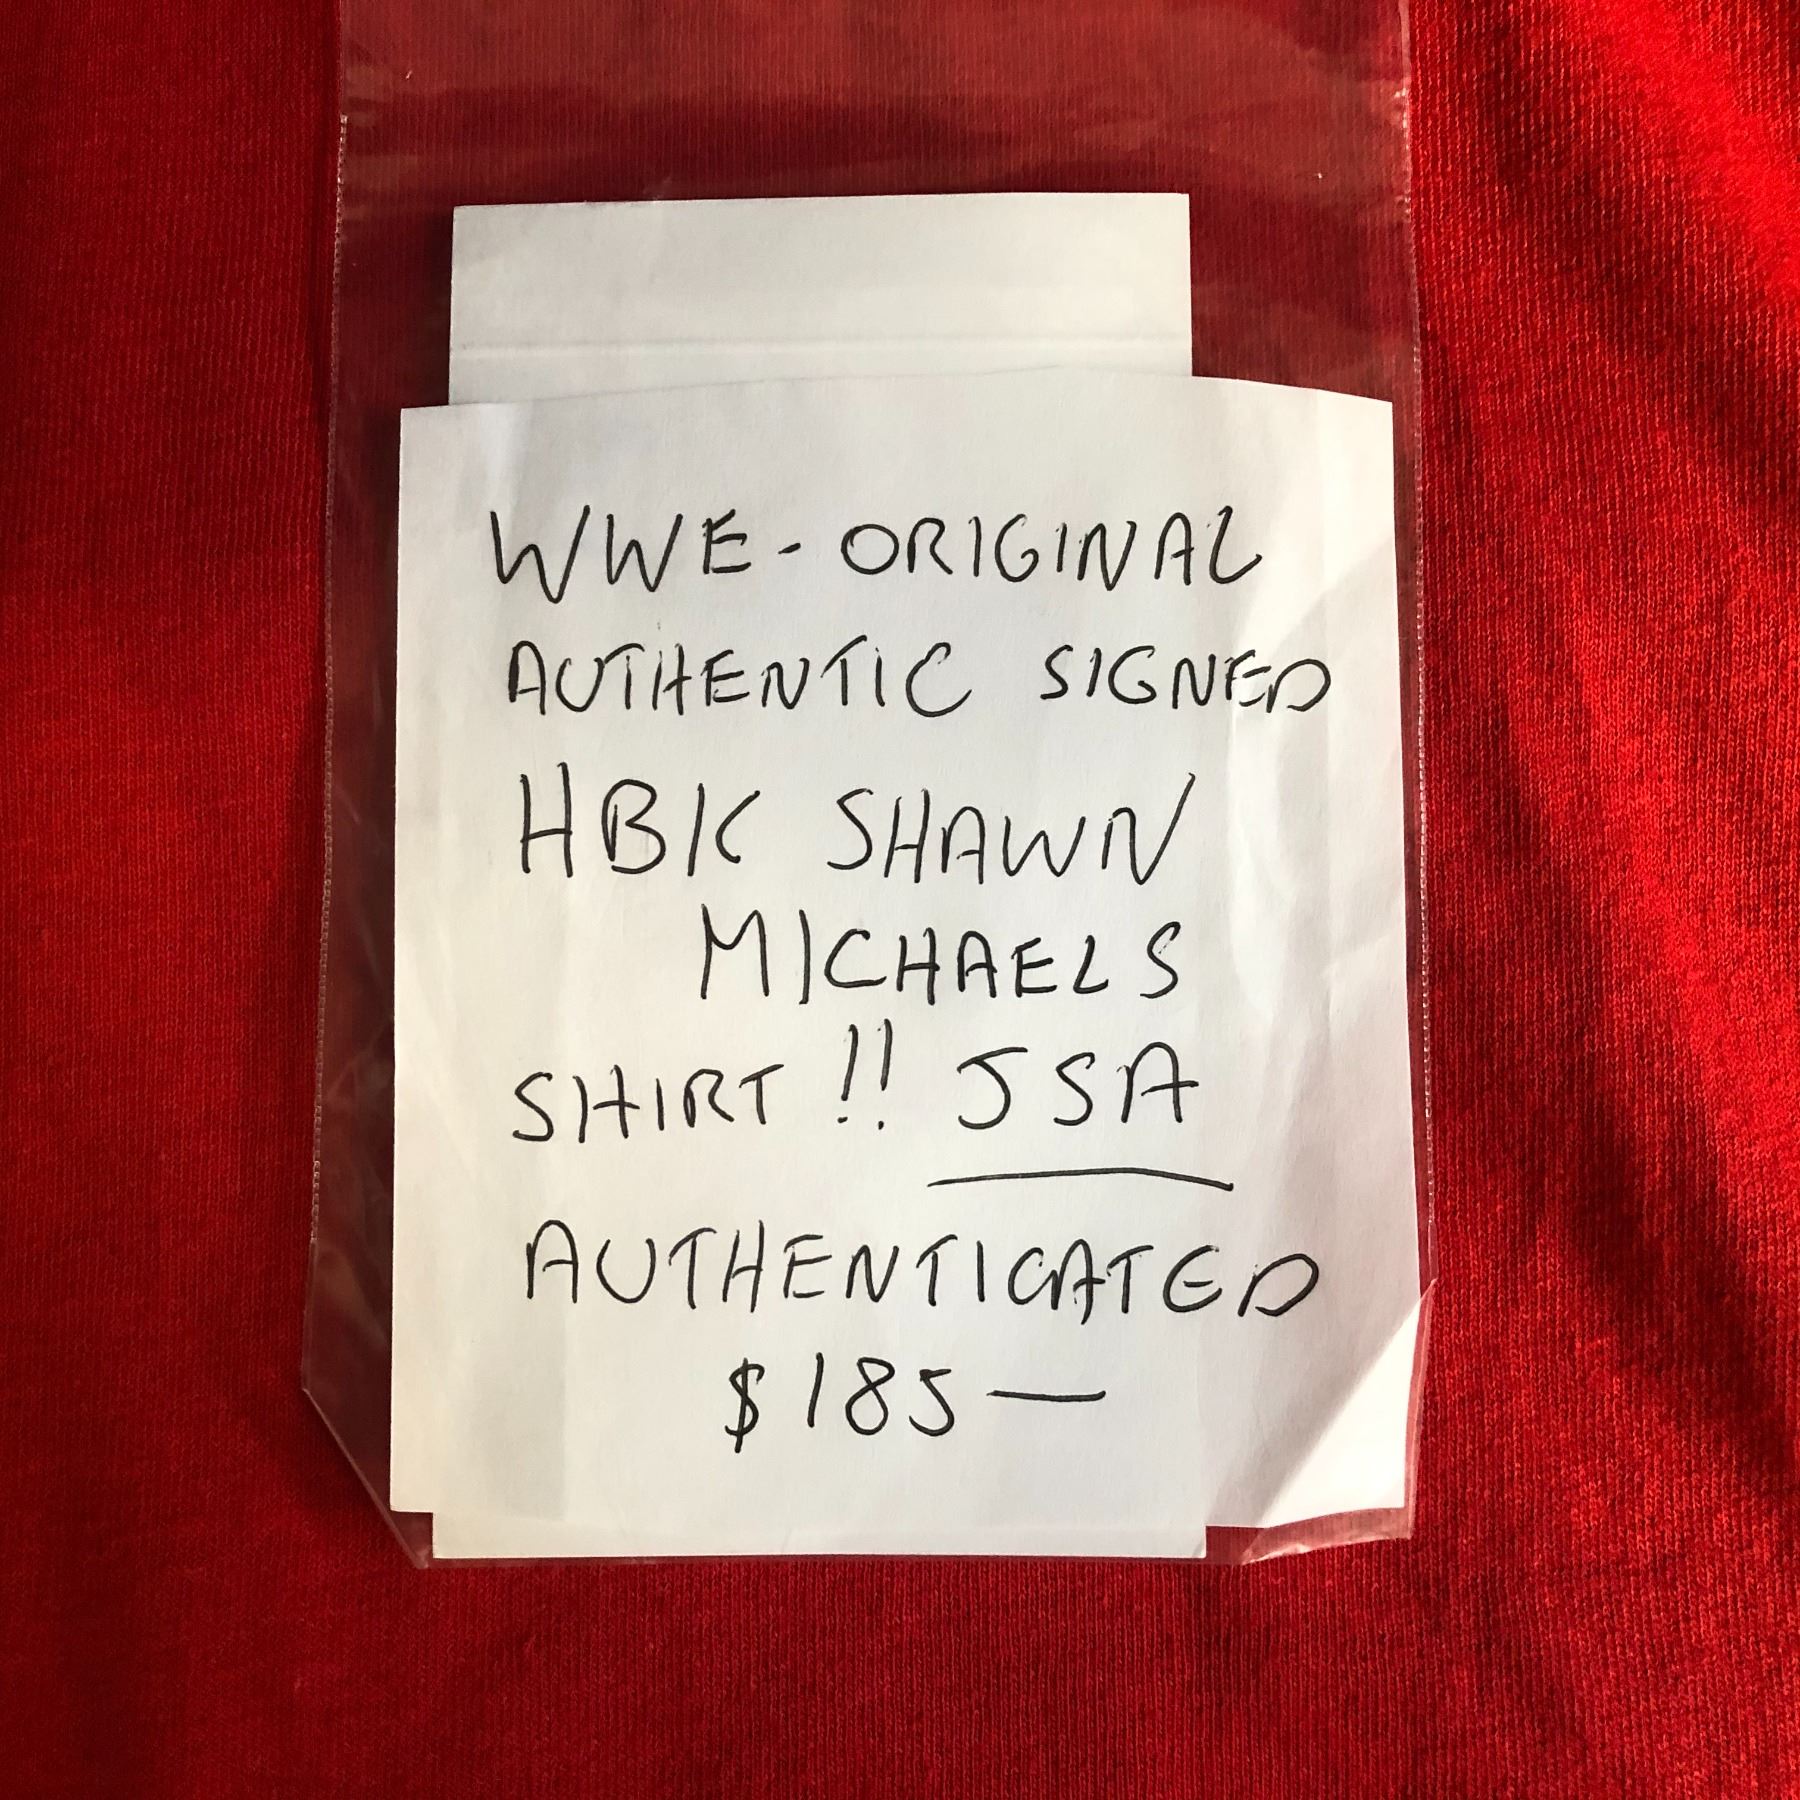 WWE - ORIGINAL
AUTHENTIC SIGNED
HBK SHAWN
MICHAELS
SHIRT !! JSA
AUTHENTICATED
$185—